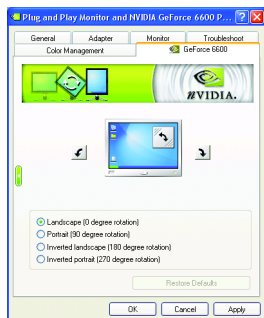 Plug and Play Monitor and NVIDIA GeForce 6600 P...
General Adapter Monitor Troubleshoot
Color Management GeForce 6600
nVIDIA.
Landscape (0 degree rotation)
Portrait (90 degree rotation)
Inverted landscape (180 degree rotation)
Inverted portrait (270 degree rotation)
Restore Defaults
OK Cancel Apply